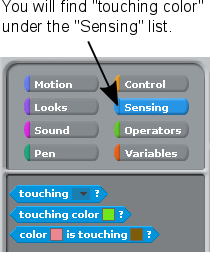 You will find "touching color"
under the "Sensing" list.
Motion Control
Looks Sensing
Sound Operators
Pen Variables
touching ?
touching color ?
color is touching ?